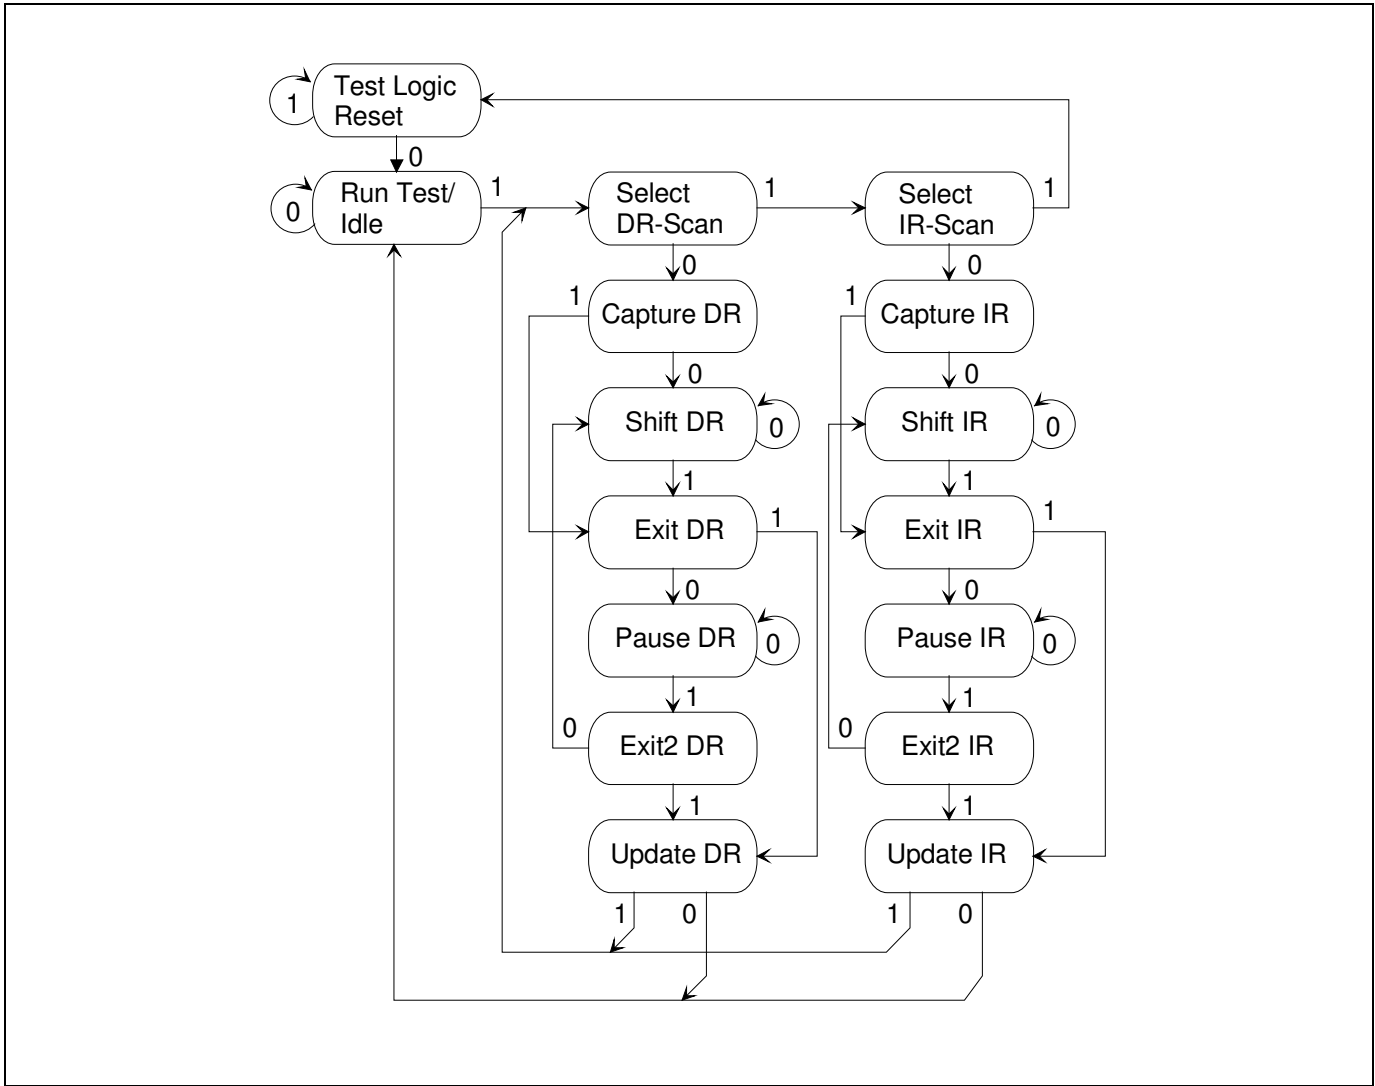 Test Logic
Reset
1
0
Run Test/
Idle
0
1
Select
DR-Scan
1
Select
IR-Scan
1
0
0
1
Capture DR
1
Capture IR
0
0
Shift DR
0
Shift IR
0
1
1
Exit DR
1
Exit IR
1
0
0
Pause DR
0
Pause IR
0
1
1
0
Exit2 DR
0
Exit2 IR
1
1
Update DR
Update IR
1
0
1
0